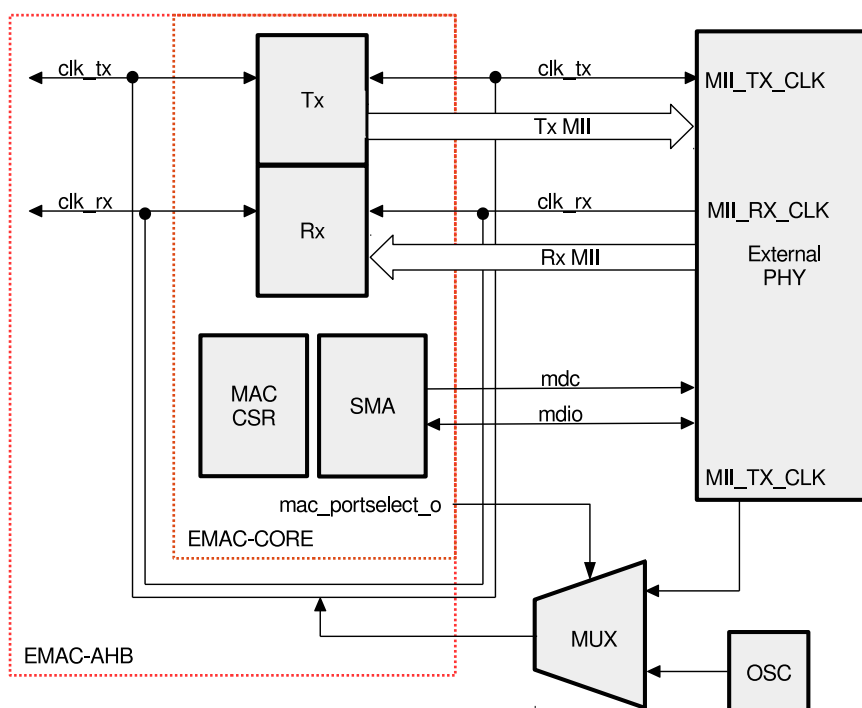 clk_tx
clk_tx
MII_TX_CLK
Tx
Tx MII
clk_rx
clk_rx
MII_RX_CLK
Rx
Rx MII
External
PHY
MAC
CSR
SMA
mdc
mdio
MII_TX_CLK
mac_portselect_o
EMAC-CORE
MUX
EMAC-AHB
OSC